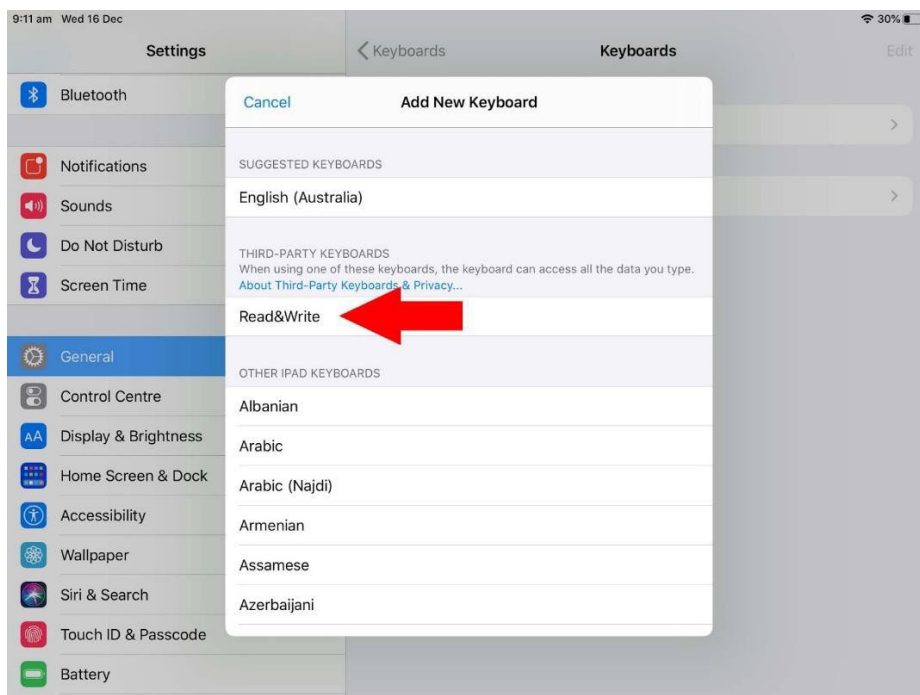 9:11 am Wed 16 Dec
30%
Settings
Keyboards
Keyboards
Edit
Bluetooth
Notifications
Sounds
Do Not Disturb
Screen Time
General
Control Centre
Display & Brightness
Home Screen & Dock
Accessibility
Wallpaper
Siri & Search
Touch ID & Passcode
Battery
Cancel
Add New Keyboard
SUGGESTED KEYBOARDS
English (Australia)
THIRD-PARTY KEYBOARDS
When using one of these keyboards, the keyboard can access all the data you type.
About Third-Party Keyboards & Privacy...
Read&Write
OTHER IPAD KEYBOARDS
Albanian
Arabic
Arabic (Najdi)
Armenian
Assamese
Azerbaijani